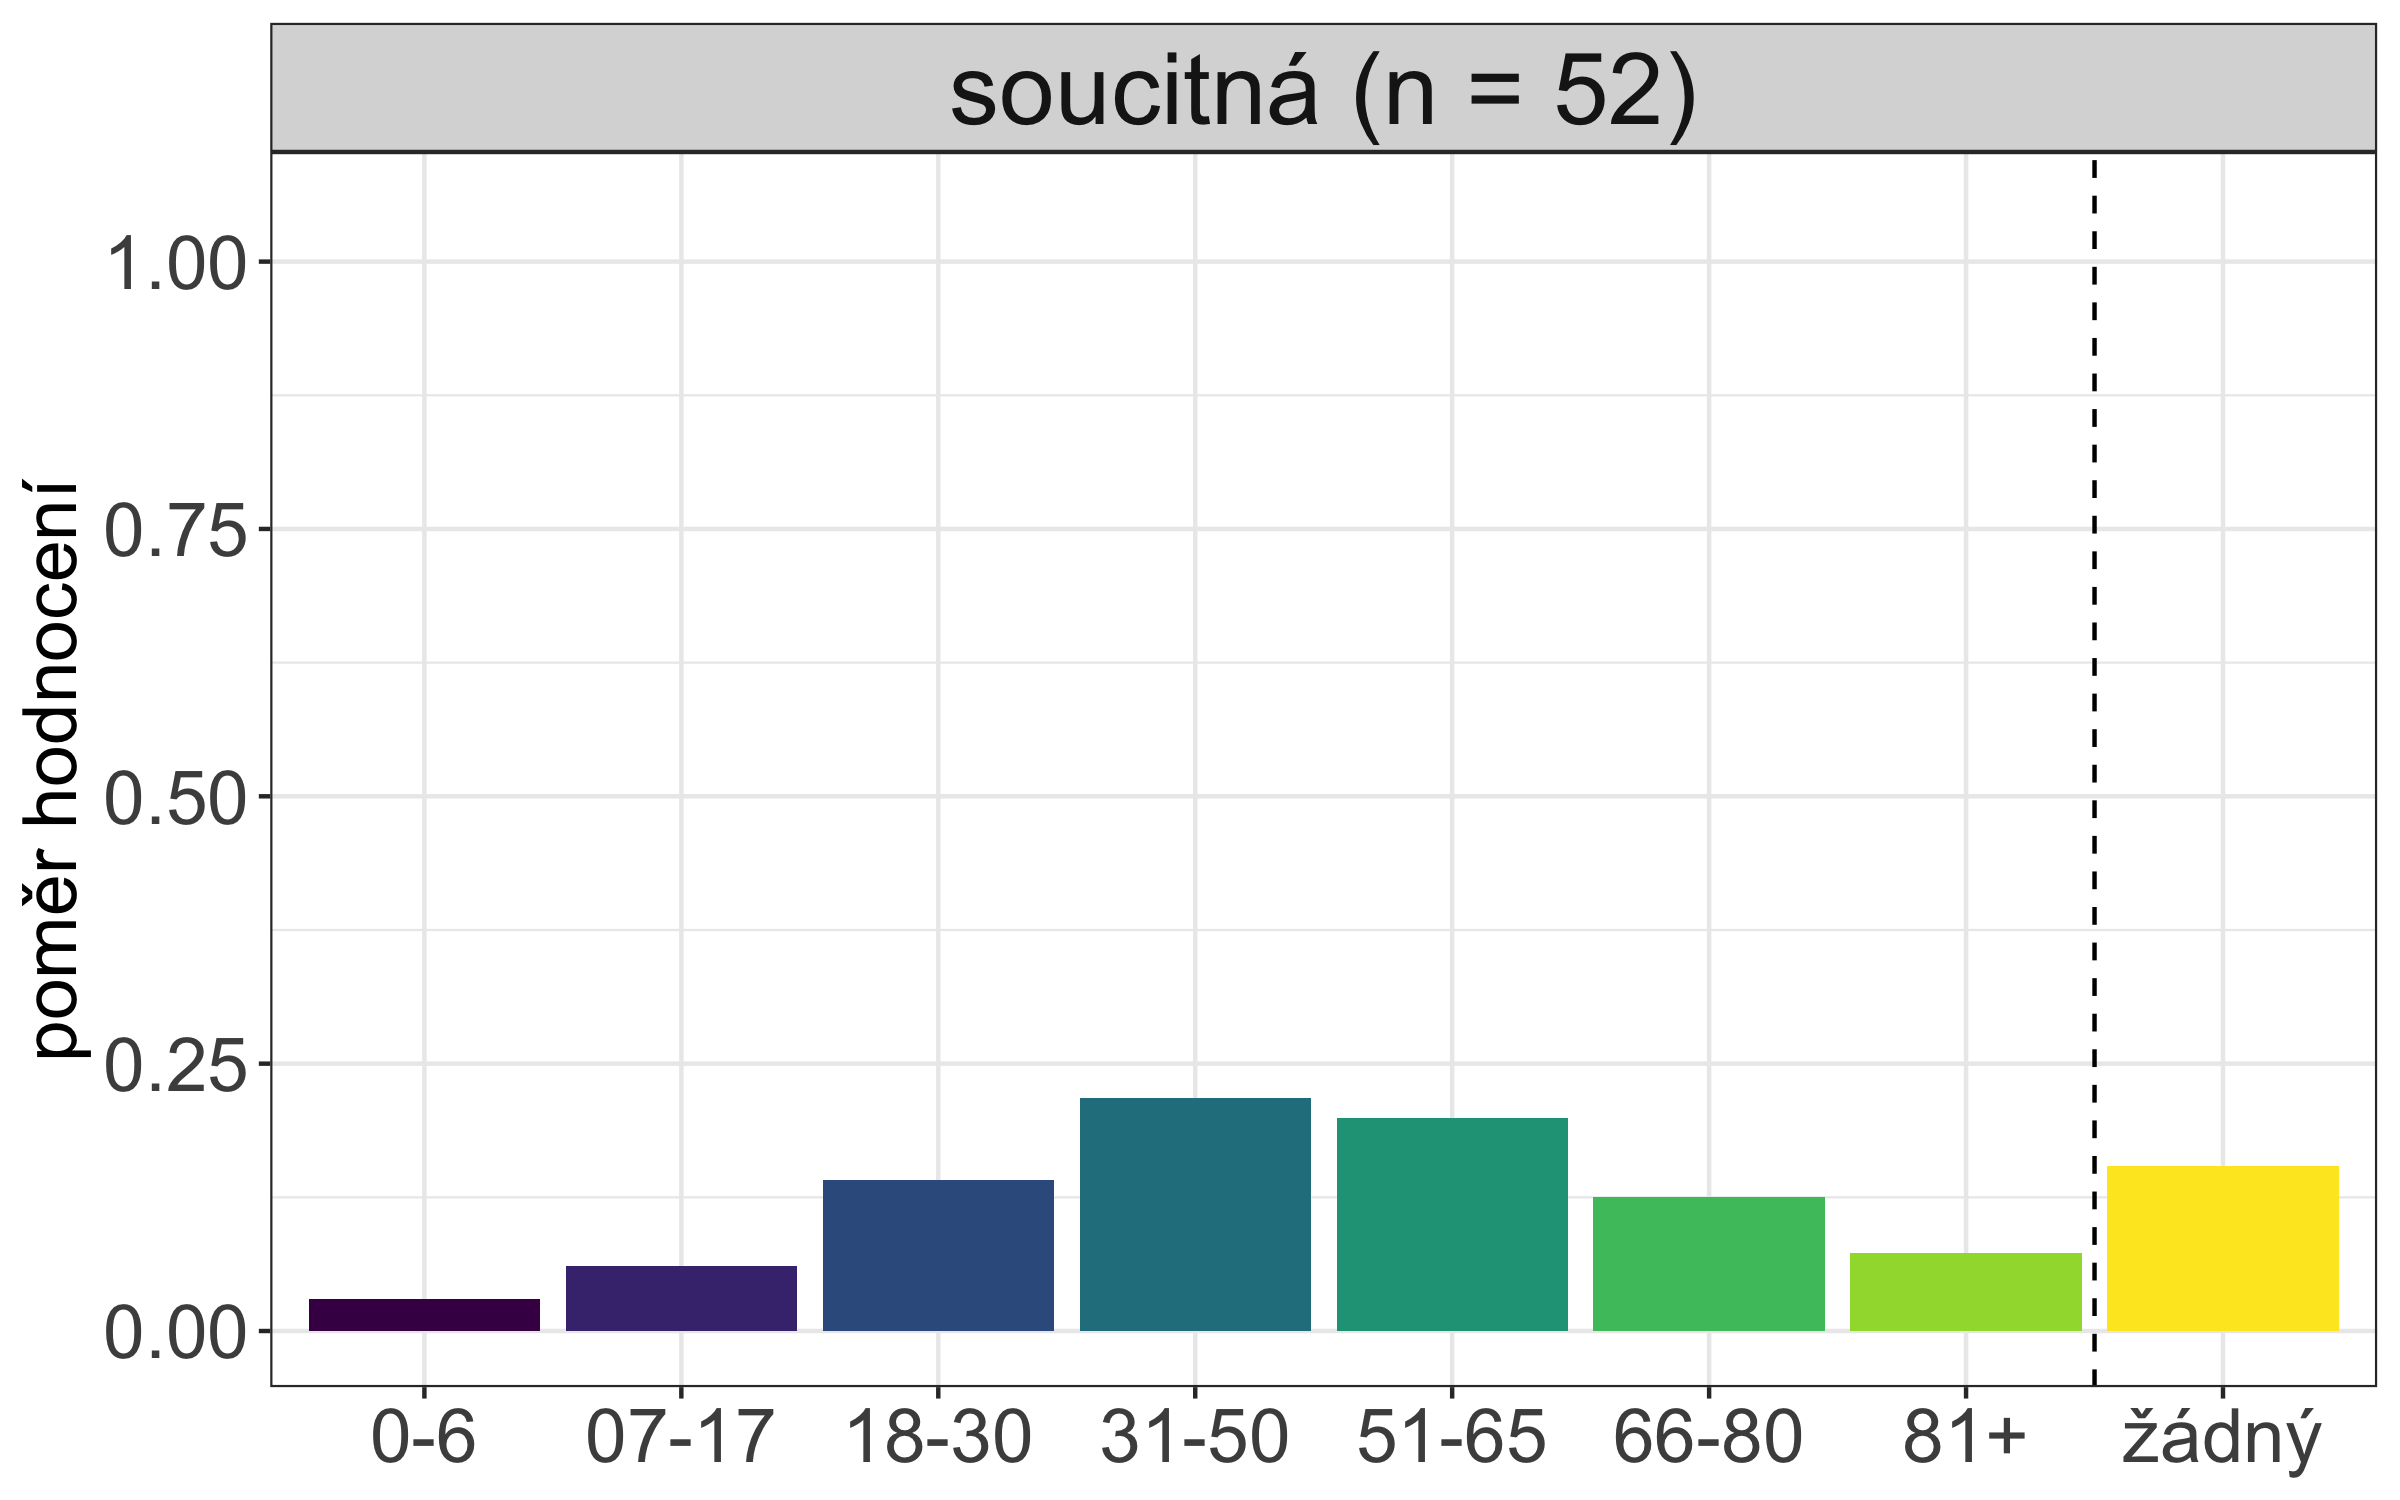 soucitná (n = 52)
poměr hodnocení
1.00
0.75
0.50
0.25
0.00
0-6 07-17 18-30 31-50 51-65 66-80 81+ žádný